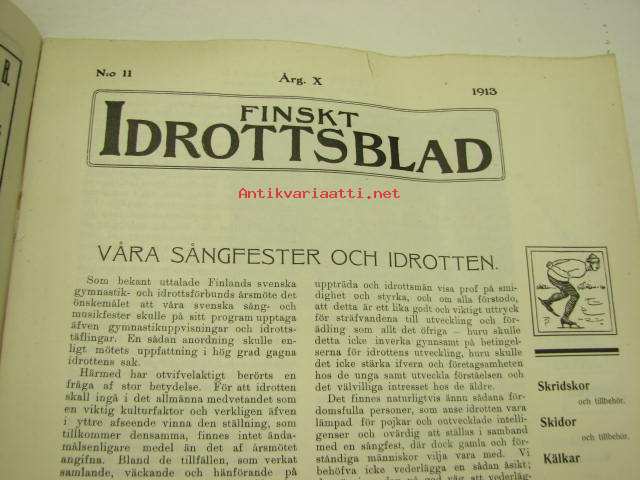 N:o 11
Årg. X
1913
FINSKT
IDROTTSBLAD
Antikvariaatti.net
VÅRA SÅNGFESTER OCH IDROTTEN.
Som bekant uttalade Finlands svenska
gymnastik- och idrottsförbunds årsmöte det
önskemålet att våra svenska sång- och
musikfester skulle på sitt program upptaga
äfven gymnastikuppvisningar och idrotts-
täflingar. En sådan anordning skulle en-
ligt mötets uppfattning i hög grad gagna
idrottens sak.
Härmed har otvifvelaktigt berörts en
fråga af stor betydelse. För att idrotten
skall ingå i det allmänna medvetandet som
en viktig kulturfaktor och verkligen äfven
i yttre afseende vinna den ställning, som
tillkommer densamma, finnes intet ända-
målsenligare medel än det af årsmötet
angifna. Bland de tillfällen, som verkat
samlande, väckande och hänförande på
uppträda och idrottsmän visa prof på smi-
dighet och styrka, och om alla förstodo,
att detta är ett lika godt och viktigt uttryck
för sträfvandena till utveckling och för-
ädling som allt det öfriga – huru skulle
detta icke inverka gynnsamt på betingel-
serna för idrottens utveckling, huru skulle
det icke stärka ifvern och företagsamheten
hos de unga samt utveckla förståelsen och
det välvilliga intresset hos de äldre.
Det finnes naturligtvis ännu sådana för-
domsfulla personer, som anse idrotten vara
lämpad för pojkar och outvecklade intelli-
genser och ovärdig att ställas i samband
med en sångfest, där dock gamla och för-
ståndiga människor vilja vara med. Vi
behöfva icke vederlägga en sådan åsikt;
Skridskor
och tillbehör.
Skidor
och tillbehör.
Kälkar